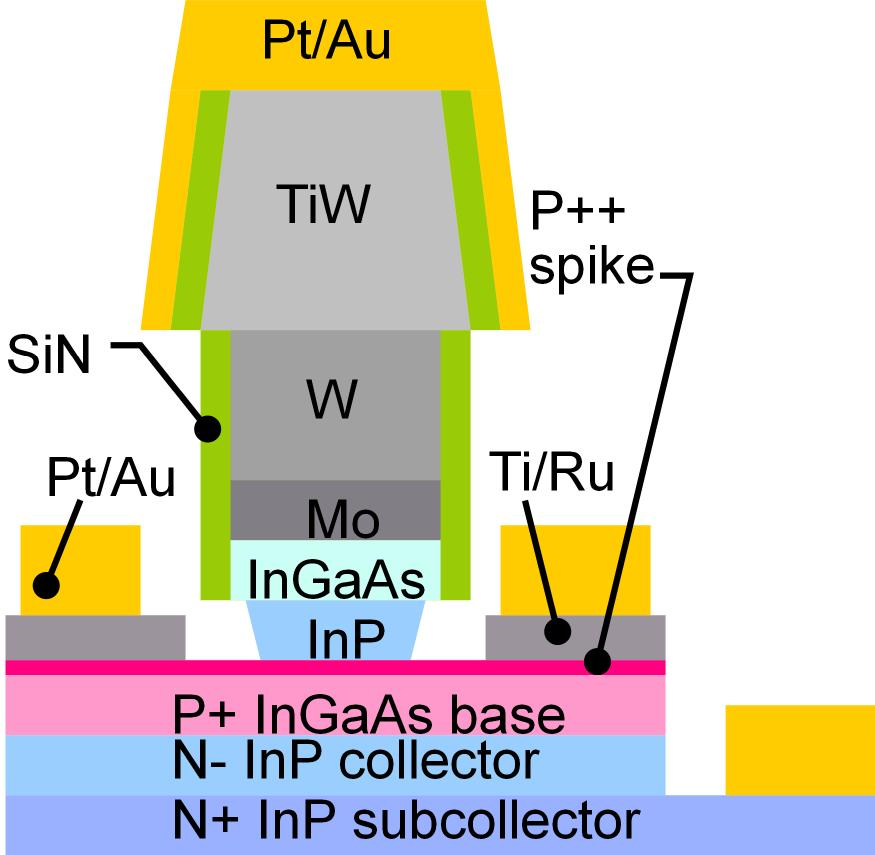 Pt/Au
TiW
P++
spike
SiN
W
Pt/Au
Ti/Ru
Mo
InGaAs
InP
P+ InGaAs base
N- InP collector
N+ InP subcollector